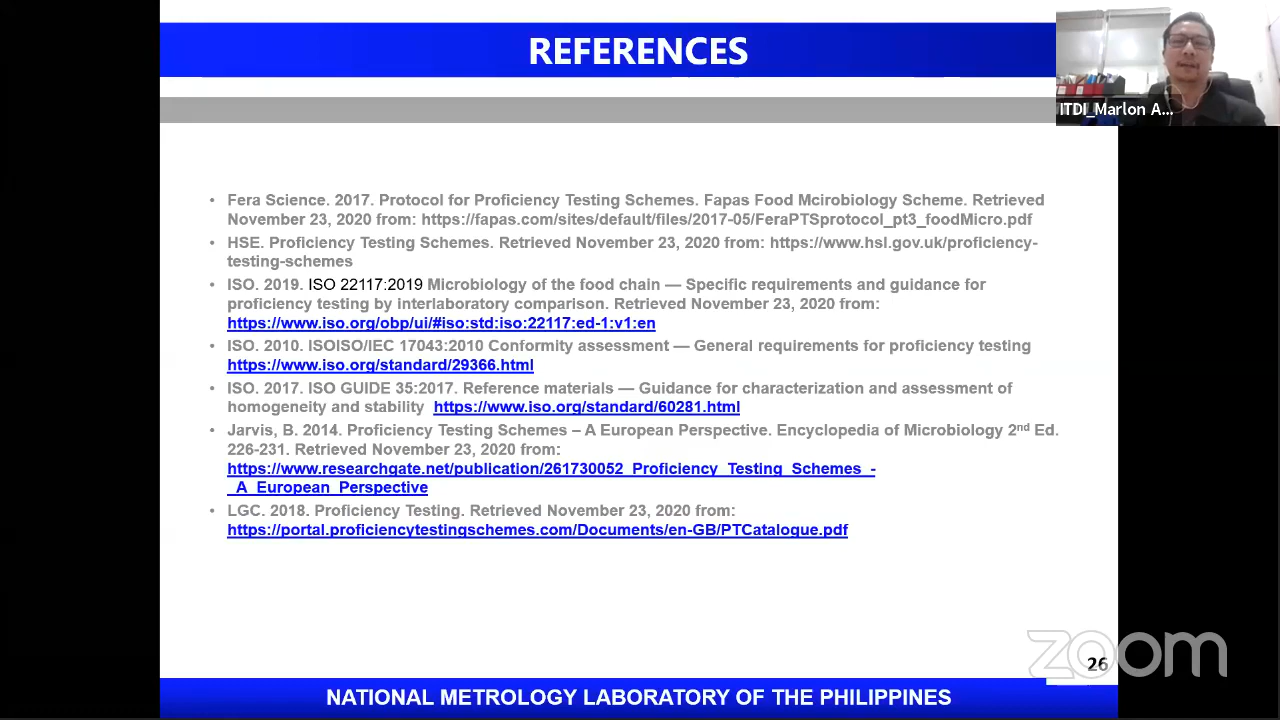 REFERENCES
ITDI_Marlon A...
• Fera Science. 2017. Protocol for Proficiency Testing Schemes. Fapas Food Mcirobiology Scheme. Retrieved
November 23, 2020 from: https://fapas.com/sites/default/files/2017-05/FeraPTSprotocol_pt3_foodMicro.pdf
• HSE. Proficiency Testing Schemes. Retrieved November 23, 2020 from: https://www.hsl.gov.uk/proficiency-
testing-schemes
• ISO. 2019. ISO 22117:2019 Microbiology of the food chain — Specific requirements and guidance for
proficiency testing by interlaboratory comparison. Retrieved November 23, 2020 from:
https://www.iso.org/obp/ui/#iso:std:iso:22117:ed-1:v1:en
• ISO. 2010. ISOISO/IEC 17043:2010 Conformity assessment — General requirements for proficiency testing
https://www.iso.org/standard/29366.html
• ISO. 2017. ISO GUIDE 35:2017. Reference materials — Guidance for characterization and assessment of
homogeneity and stability https://www.iso.org/standard/60281.html
• Jarvis, B. 2014. Proficiency Testing Schemes – A European Perspective. Encyclopedia of Microbiology 2nd Ed.
226-231. Retrieved November 23, 2020 from:
https://www.researchgate.net/publication/261730052_Proficiency_Testing_Schemes_-
_A_European_Perspective
• LGC. 2018. Proficiency Testing. Retrieved November 23, 2020 from:
https://portal.proficiencytestingschemes.com/Documents/en-GB/PTCatalogue.pdf
zoom
26
NATIONAL METROLOGY LABORATORY OF THE PHILIPPINES